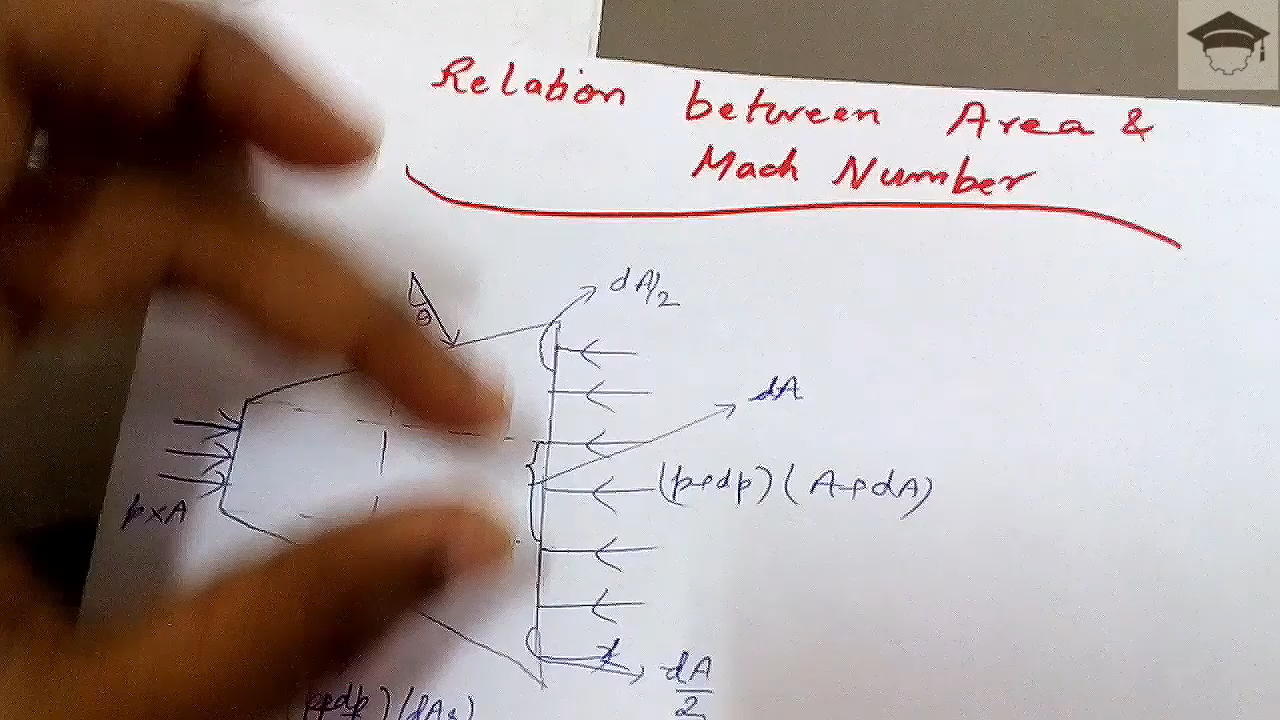 Relation between Area &
Mach Number
dA/2
θ
dA
(p+dp)(A+dA)
p×A
dA
2